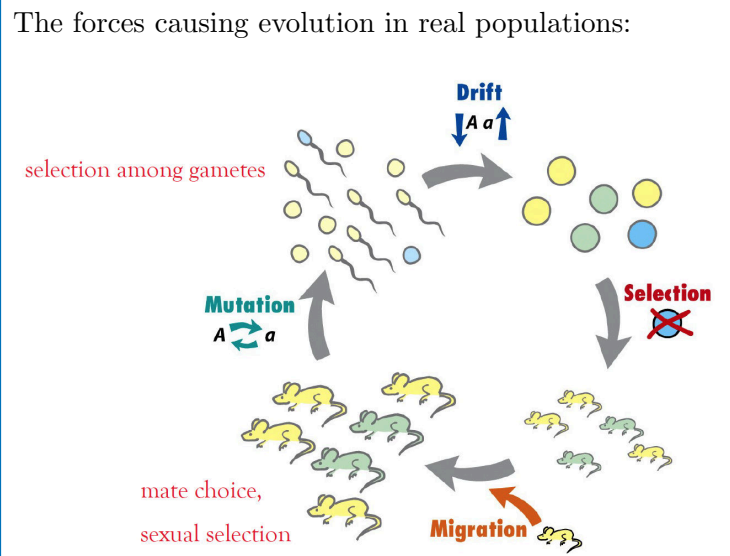 The forces causing evolution in real populations:
Drift
A a
selection among gametes
Selection
Mutation
A a
mate choice,
sexual selection
Migration